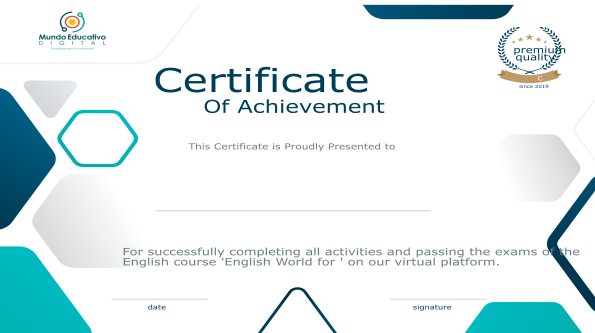 Mundo Educativo
DIGITAL
premium
quality
C
since 2019
Certificate
Of Achievement
This Certificate is Proudly Presented to
For successfully completing all activities and passing the exams of the
English course 'English World for ' on our virtual platform.
date
signature